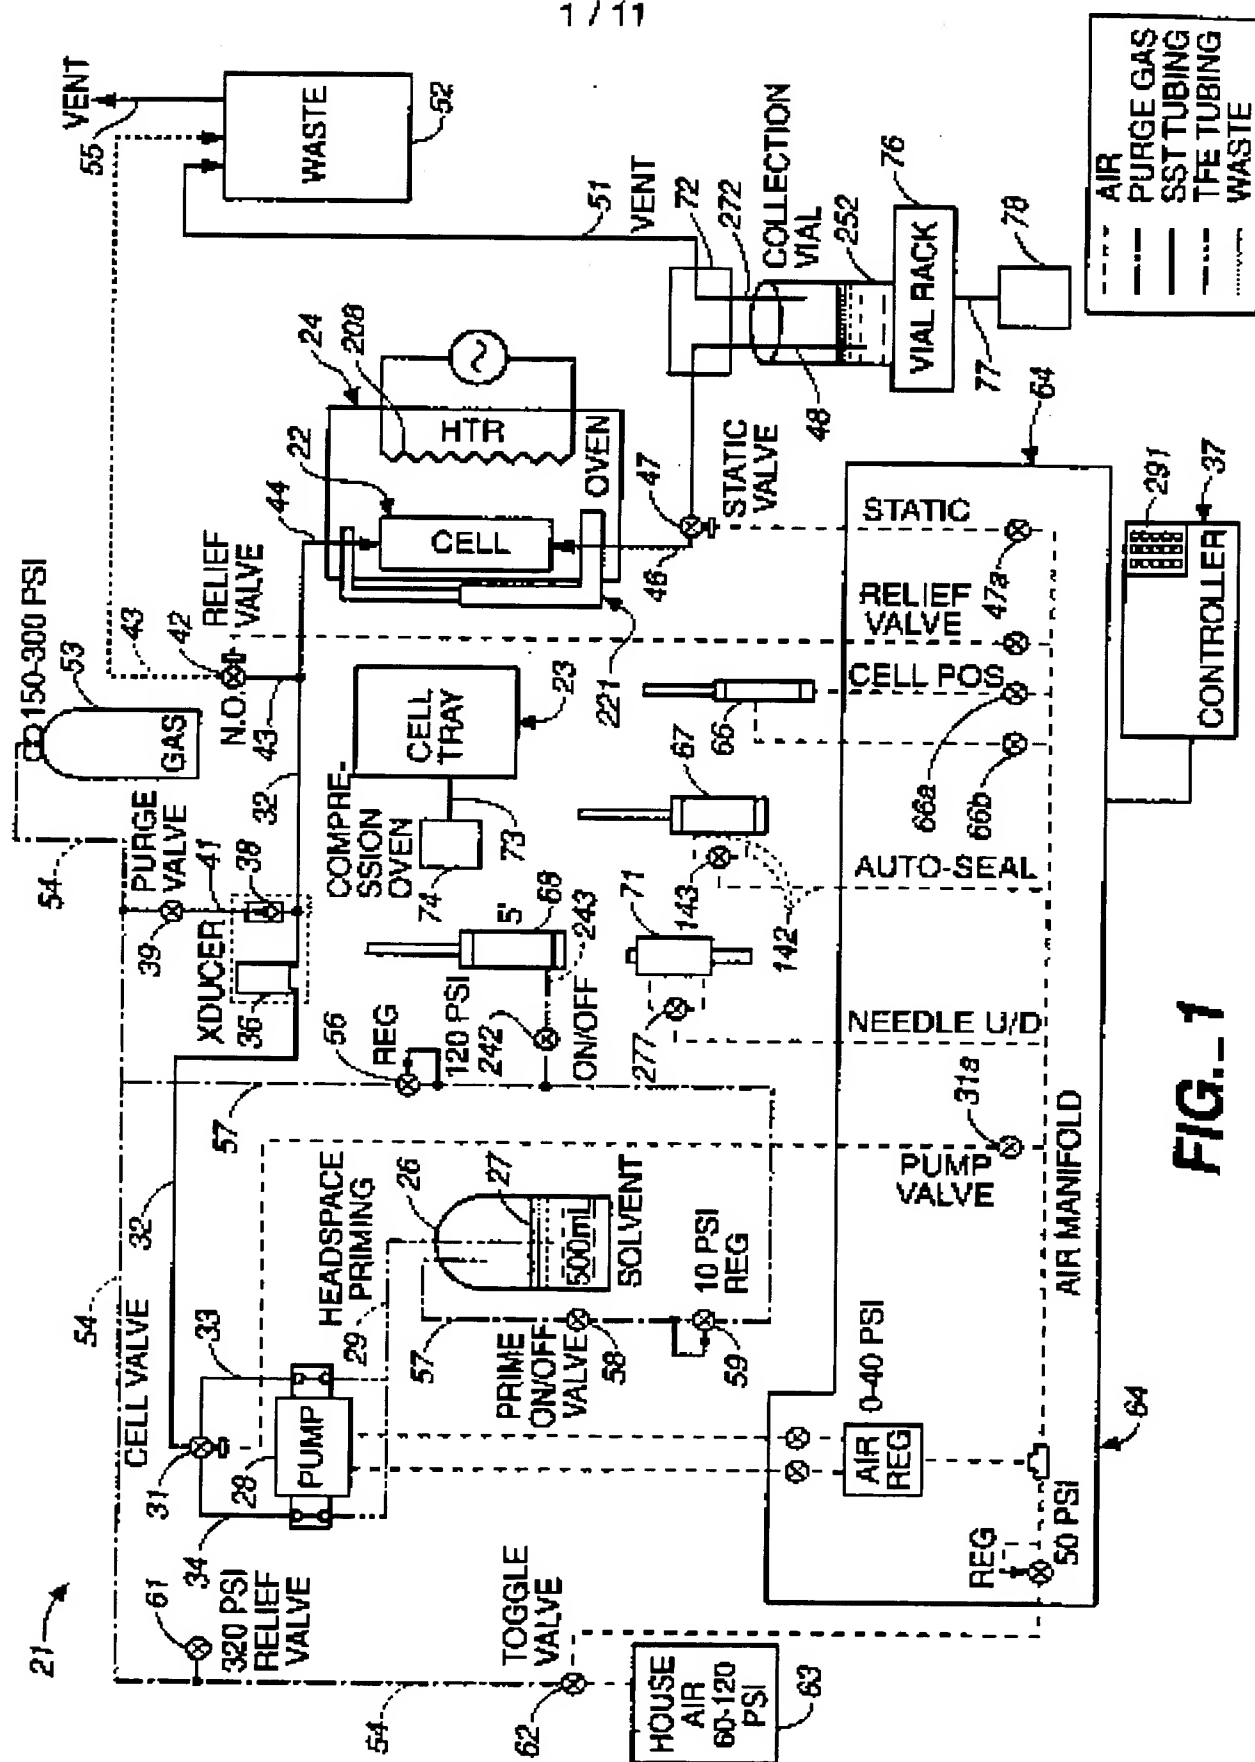 1 / 11
VENT
55
WASTE
52
51
VENT
72
272
COLLECTION
VIAL
252
76
VIAL RACK
77
78
48
AIR
PURGE GAS
SST TUBING
TFE TUBING
WASTE
24
208
22
44
HTR
OVEN
CELL
46
47
STATIC
VALVE
221
150-300 PSI
53
GAS
43
42
RELIEF
VALVE
N.O.
43
32
54
PURGE
VALVE
41
38
39
XDUCER
36
COMPRE-
SSION
OVEN
CELL
TRAY
23
73
74
5'
68
243
242
ON/OFF
120 PSI
REG
56
57
66
67
71
143
142
277
STATIC
47a
RELIEF
VALVE
CELL POS
66a
66b
AUTO-SEAL
NEEDLE U/D
31a
PUMP
VALVE
AIR MANIFOLD
64
291
37
CONTROLLER
32
54
HEADSPACE
PRIMING
26
27
500mL
SOLVENT
29
57
PRIME
ON/OFF
VALVE
58
10 PSI
REG
59
CELL VALVE
33
31
28
PUMP
34
0-40 PSI
AIR
REG
REG
50 PSI
64
21
61
320 PSI
RELIEF
VALVE
54
TOGGLE
VALVE
62
HOUSE
AIR
60-120
PSI
63
FIG._1